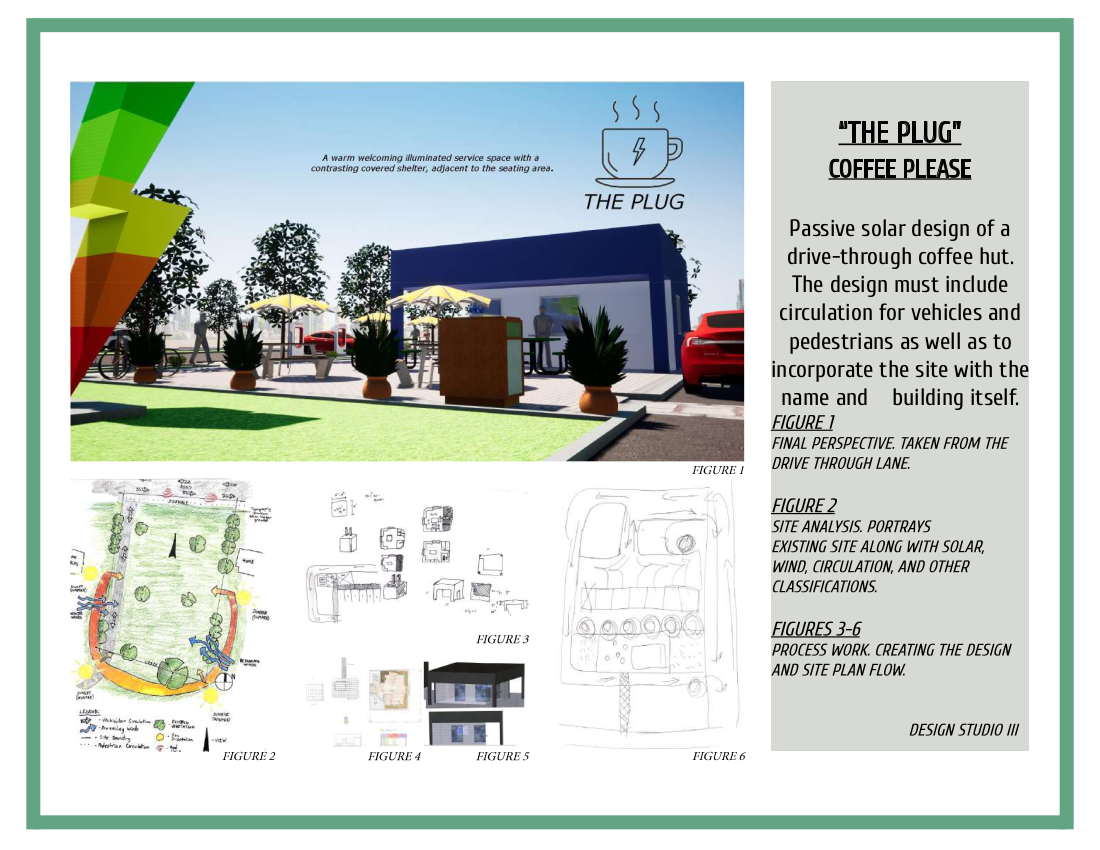 A warm welcoming illuminated service space with a
contrasting covered shelter, adjacent to the seating area.
THE PLUG
FIGURE 1
"THE PLUG"
COFFEE PLEASE
Passive solar design of a
drive-through coffee hut.
The design must include
circulation for vehicles and
pedestrians as well as to
incorporate the site with the
name and building itself.
FIGURE 1
FINAL PERSPECTIVE. TAKEN FROM THE
DRIVE THROUGH LANE.
FIGURE 2
SITE ANALYSIS. PORTRAYS
EXISTING SITE ALONG WITH SOLAR,
WIND, CIRCULATION, AND OTHER
CLASSIFICATIONS.
FIGURES 3-6
PROCESS WORK. CREATING THE DESIGN
AND SITE PLAN FLOW.
DESIGN STUDIO III
N
LEGEND:
- Site Boundary
- VIEW
FIGURE 2
FIGURE 3
FIGURE 4
FIGURE 5
FIGURE 6